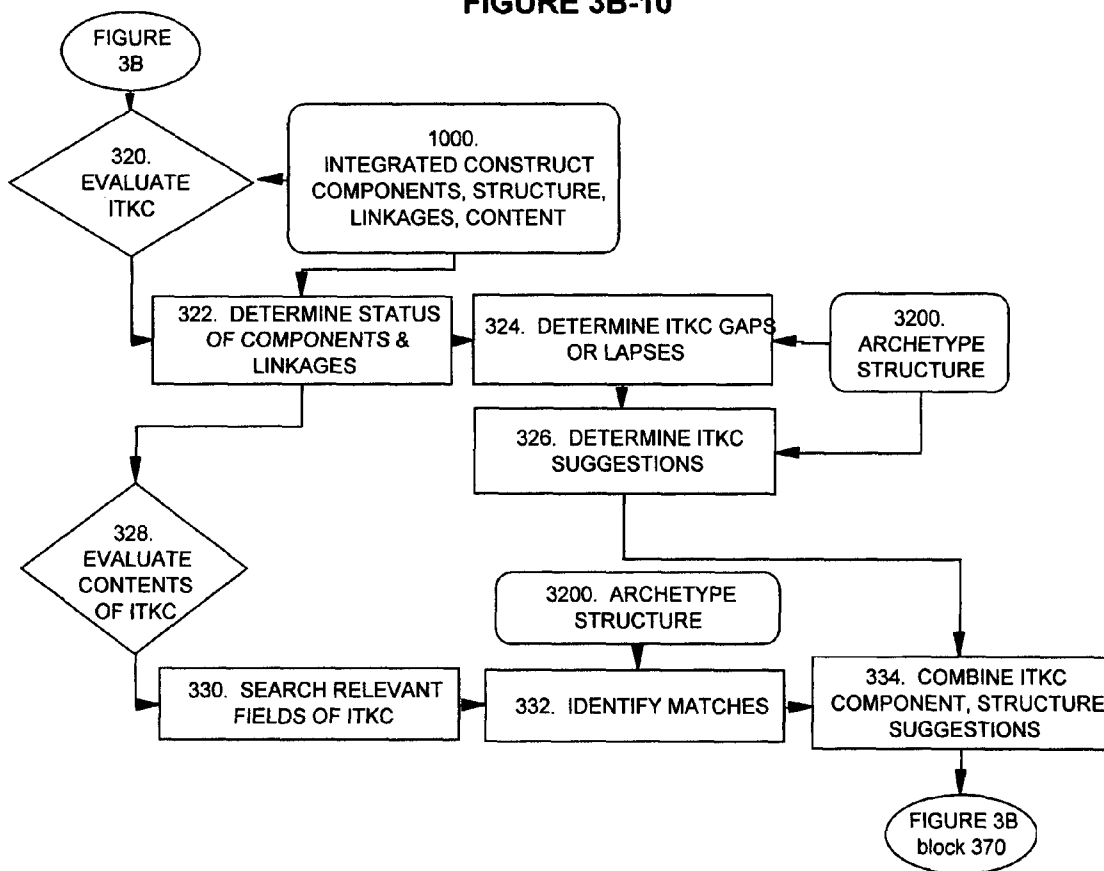 FIGURE 3B-10
FIGURE
3B
320.
EVALUATE
ITKC
1000.
INTEGRATED CONSTRUCT
COMPONENTS, STRUCTURE,
LINKAGES, CONTENT
322. DETERMINE STATUS
OF COMPONENTS &
LINKAGES
324. DETERMINE ITKC GAPS
OR LAPSES
3200.
ARCHETYPE
STRUCTURE
326. DETERMINE ITKC
SUGGESTIONS
328.
EVALUATE
CONTENTS
OF ITKC
3200. ARCHETYPE
STRUCTURE
330. SEARCH RELEVANT
FIELDS OF ITKC
332. IDENTIFY MATCHES
334. COMBINE ITKC
COMPONENT, STRUCTURE
SUGGESTIONS
FIGURE 3B
block 370